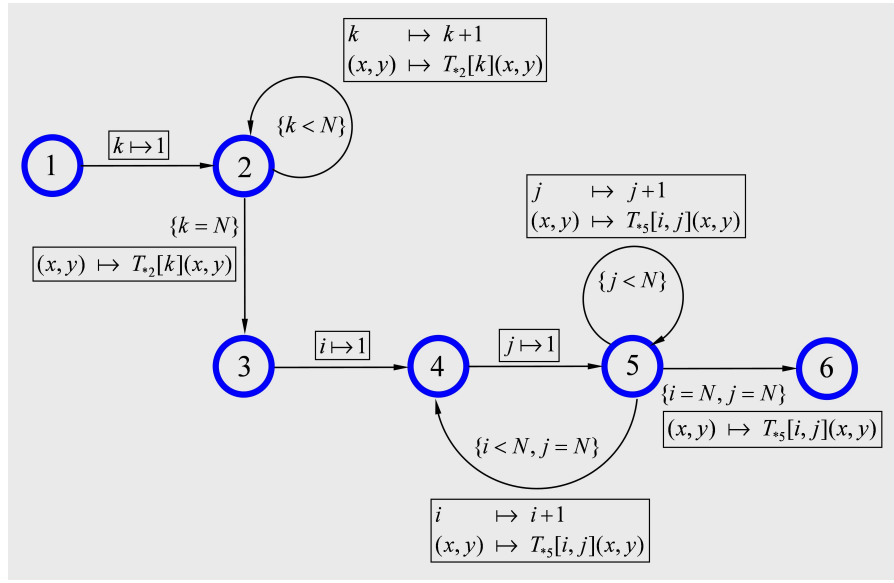 k ↦ k+1
(x, y) ↦ T*2[k](x, y)
{k < N}
1
k ↦ 1
2
{k = N}
(x, y) ↦ T*2[k](x, y)
j ↦ j+1
(x, y) ↦ T*5[i, j](x, y)
{j < N}
3
i ↦ 1
4
j ↦ 1
5
6
{i = N, j = N}
(x, y) ↦ T*5[i, j](x, y)
{i < N, j = N}
i ↦ i+1
(x, y) ↦ T*5[i, j](x, y)